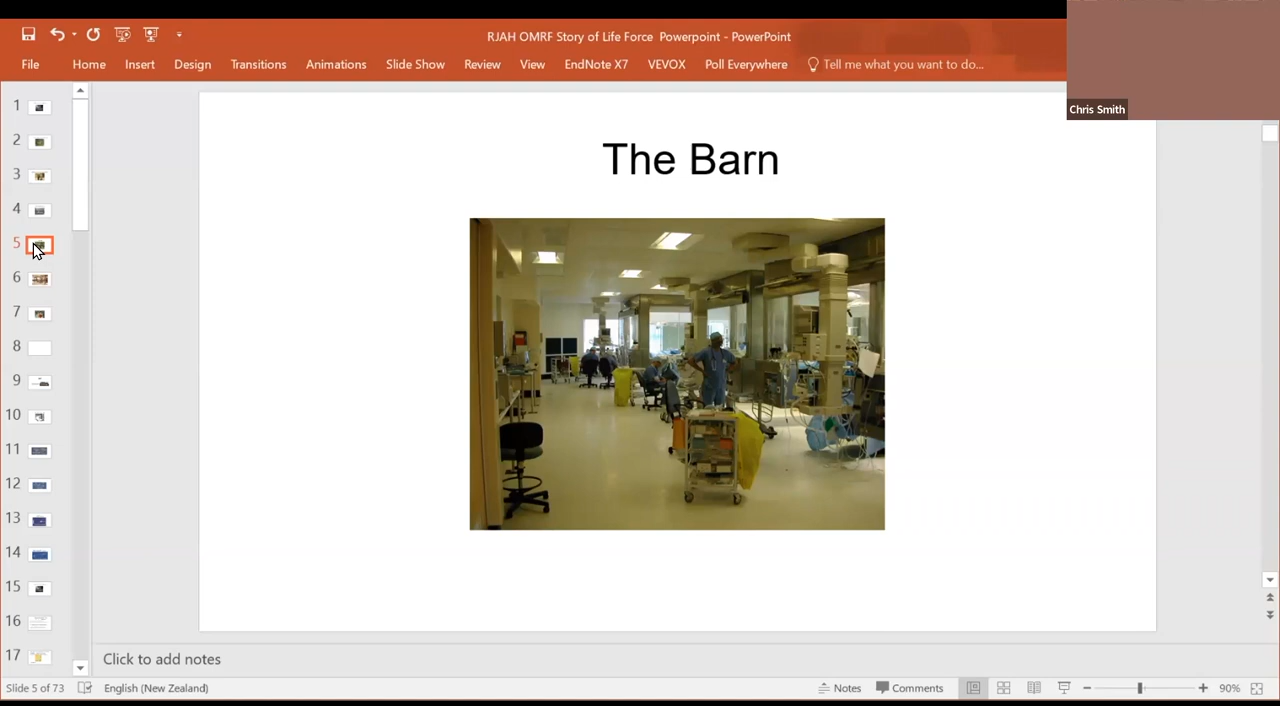 RJAH OMRF Story of Life Force Powerpoint - PowerPoint
File Home Insert Design Transitions Animations Slide Show Review View EndNote X7 VEVOX Poll Everywhere Tell me what you want to do...
Chris Smith
1
2
3
4
5
6
7
8
9
10
11
12
13
14
15
16
17
The Barn
Click to add notes
Slide 5 of 73 English (New Zealand) Notes Comments 90%